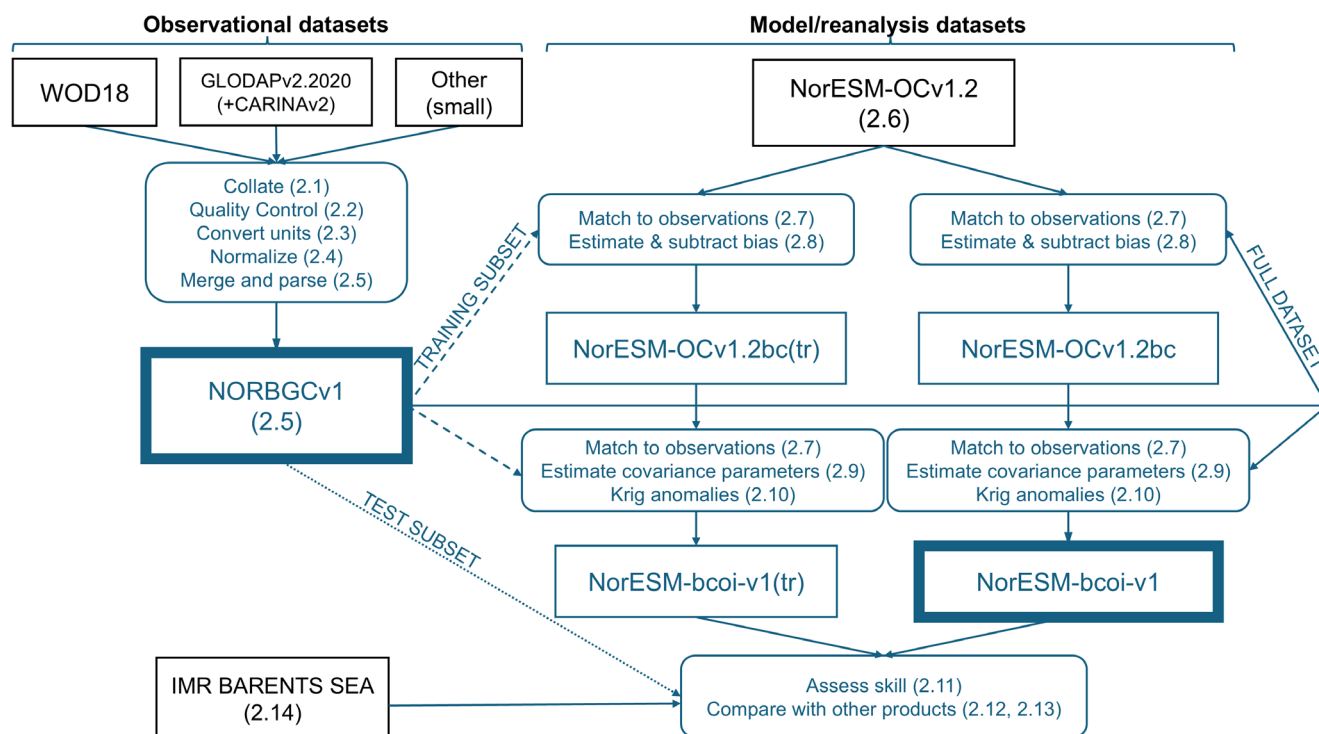 Observational datasets
Model/reanalysis datasets
WOD18
GLODAPv2.2020
(+CARINAv2)
Other
(small)
NorESM-OCv1.2
(2.6)
Collate (2.1)
Quality Control (2.2)
Convert units (2.3)
Normalize (2.4)
Merge and parse (2.5)
Match to observations (2.7)
Estimate & subtract bias (2.8)
Match to observations (2.7)
Estimate & subtract bias (2.8)
TRAINING SUBSET
FULL DATASET
NorESM-OCv1.2bc(tr)
NorESM-OCv1.2bc
NORBGCv1
(2.5)
Match to observations (2.7)
Estimate covariance parameters (2.9)
Krig anomalies (2.10)
Match to observations (2.7)
Estimate covariance parameters (2.9)
Krig anomalies (2.10)
TEST SUBSET
NorESM-bcoi-v1(tr)
NorESM-bcoi-v1
IMR BARENTS SEA
(2.14)
Assess skill (2.11)
Compare with other products (2.12, 2.13)